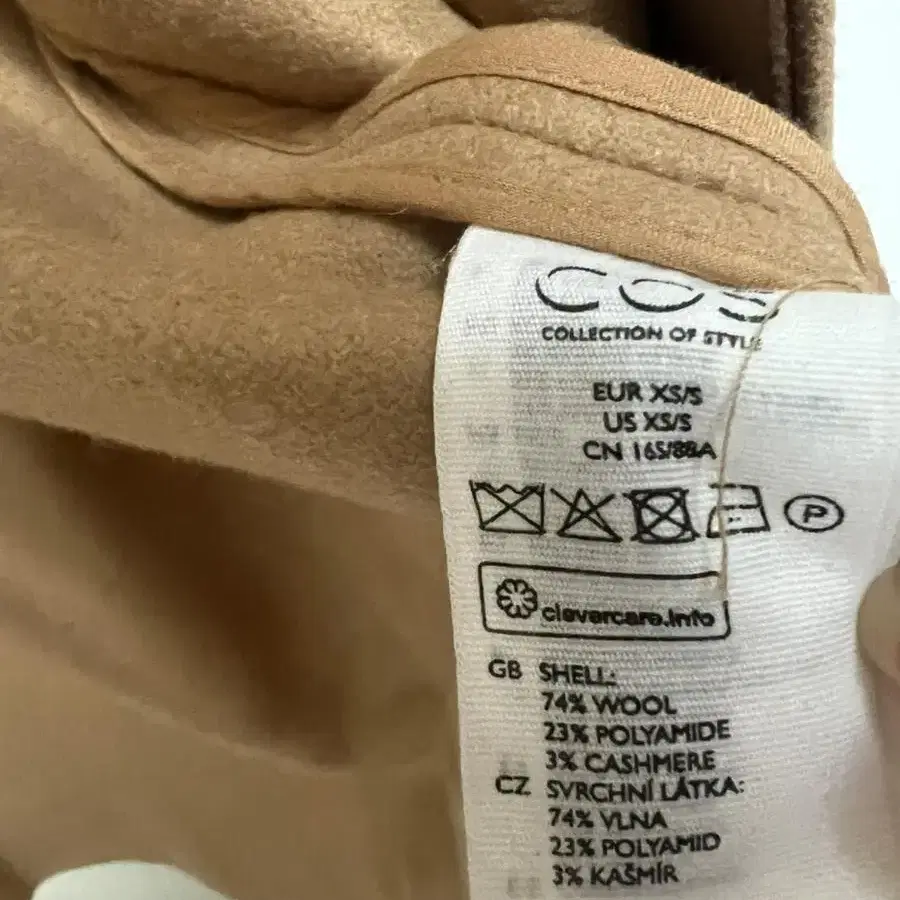 COS
COLLECTION OF STYLE
EUR XS/S
US XS/S
CN 165/88A
P
clevercare.info
GB SHELL:
74% WOOL
23% POLYAMIDE
3% CASHMERE
CZ SVRCHNÍ LÁTKA:
74% VLNA
23% POLYAMID
3% KAŠMÍR